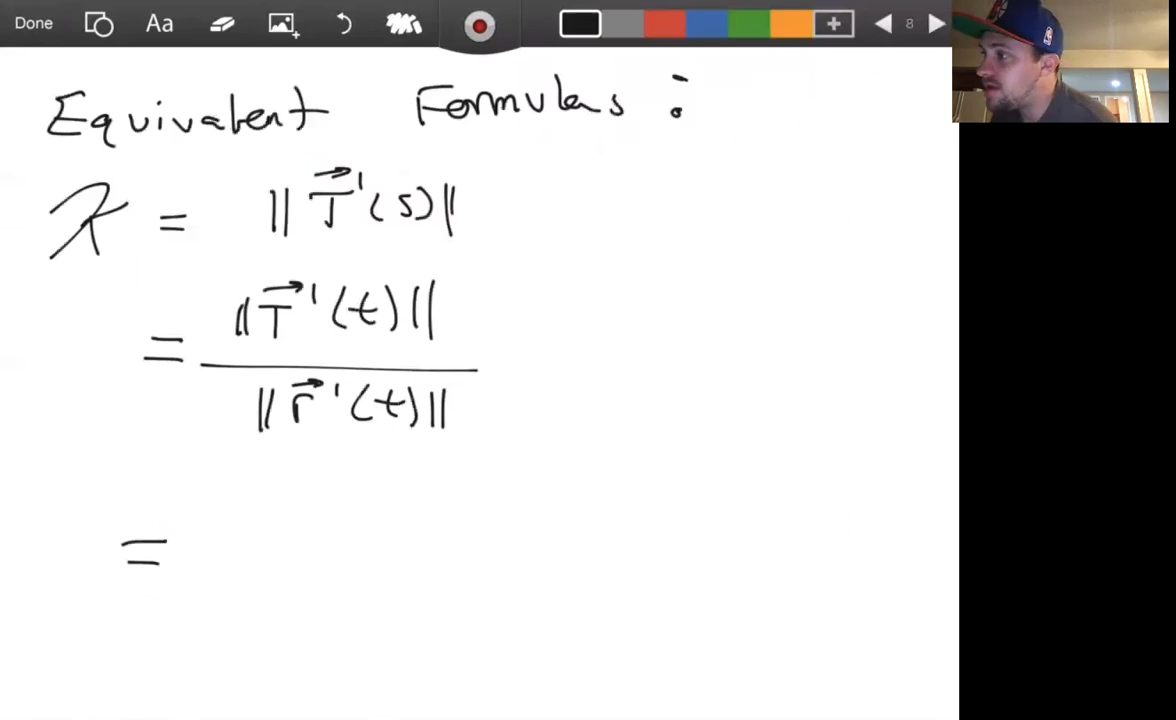 Done Aa 8
Equivalent Formulas :
κ = ‖T⃗'(s)‖
= ‖T⃗'(t)‖
‖r⃗'(t)‖
=